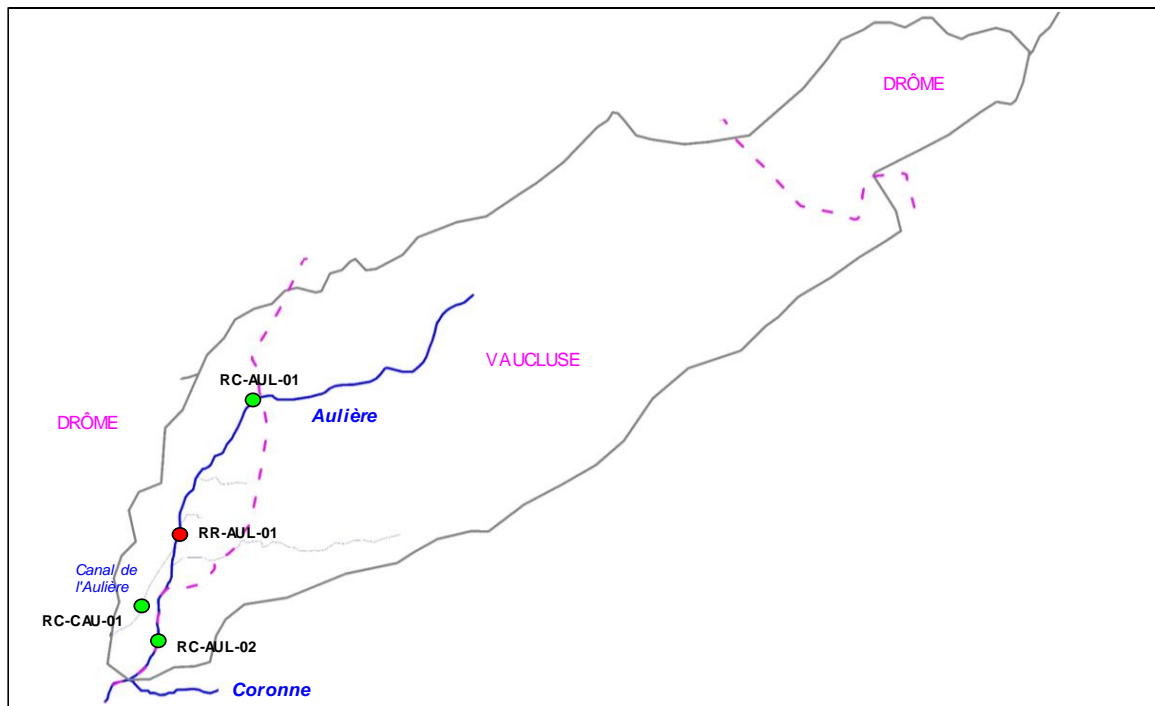 DRÔME
VAUCLUSE
RC-AUL-01
Aulière
DRÔME
RR-AUL-01
Canal de
l'Aulière
RC-CAU-01
RC-AUL-02
Coronne